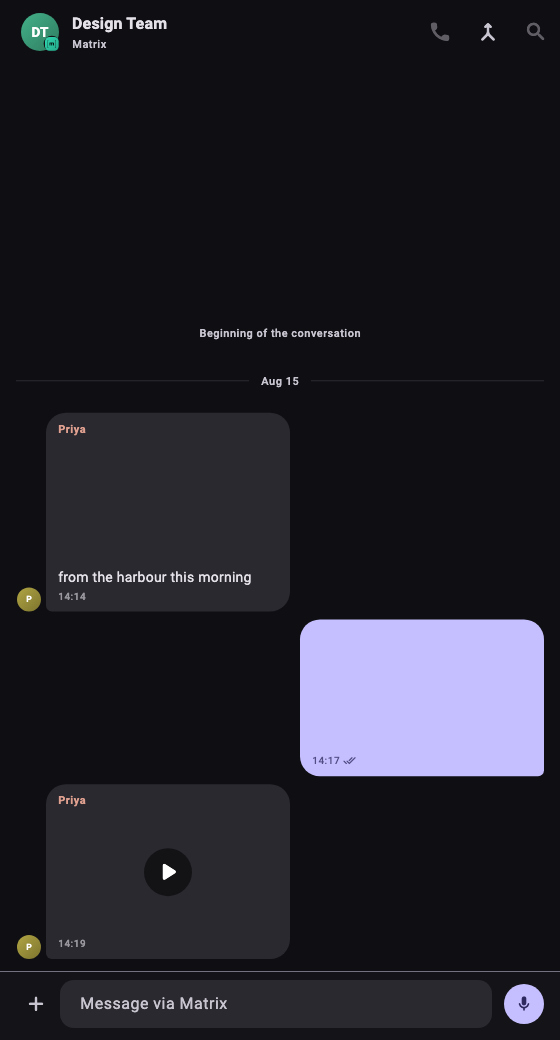 DT
m
Design Team
Matrix
Beginning of the conversation
Aug 15
Priya
from the harbour this morning
14:14
P
14:17
Priya
14:19
P
Message via Matrix